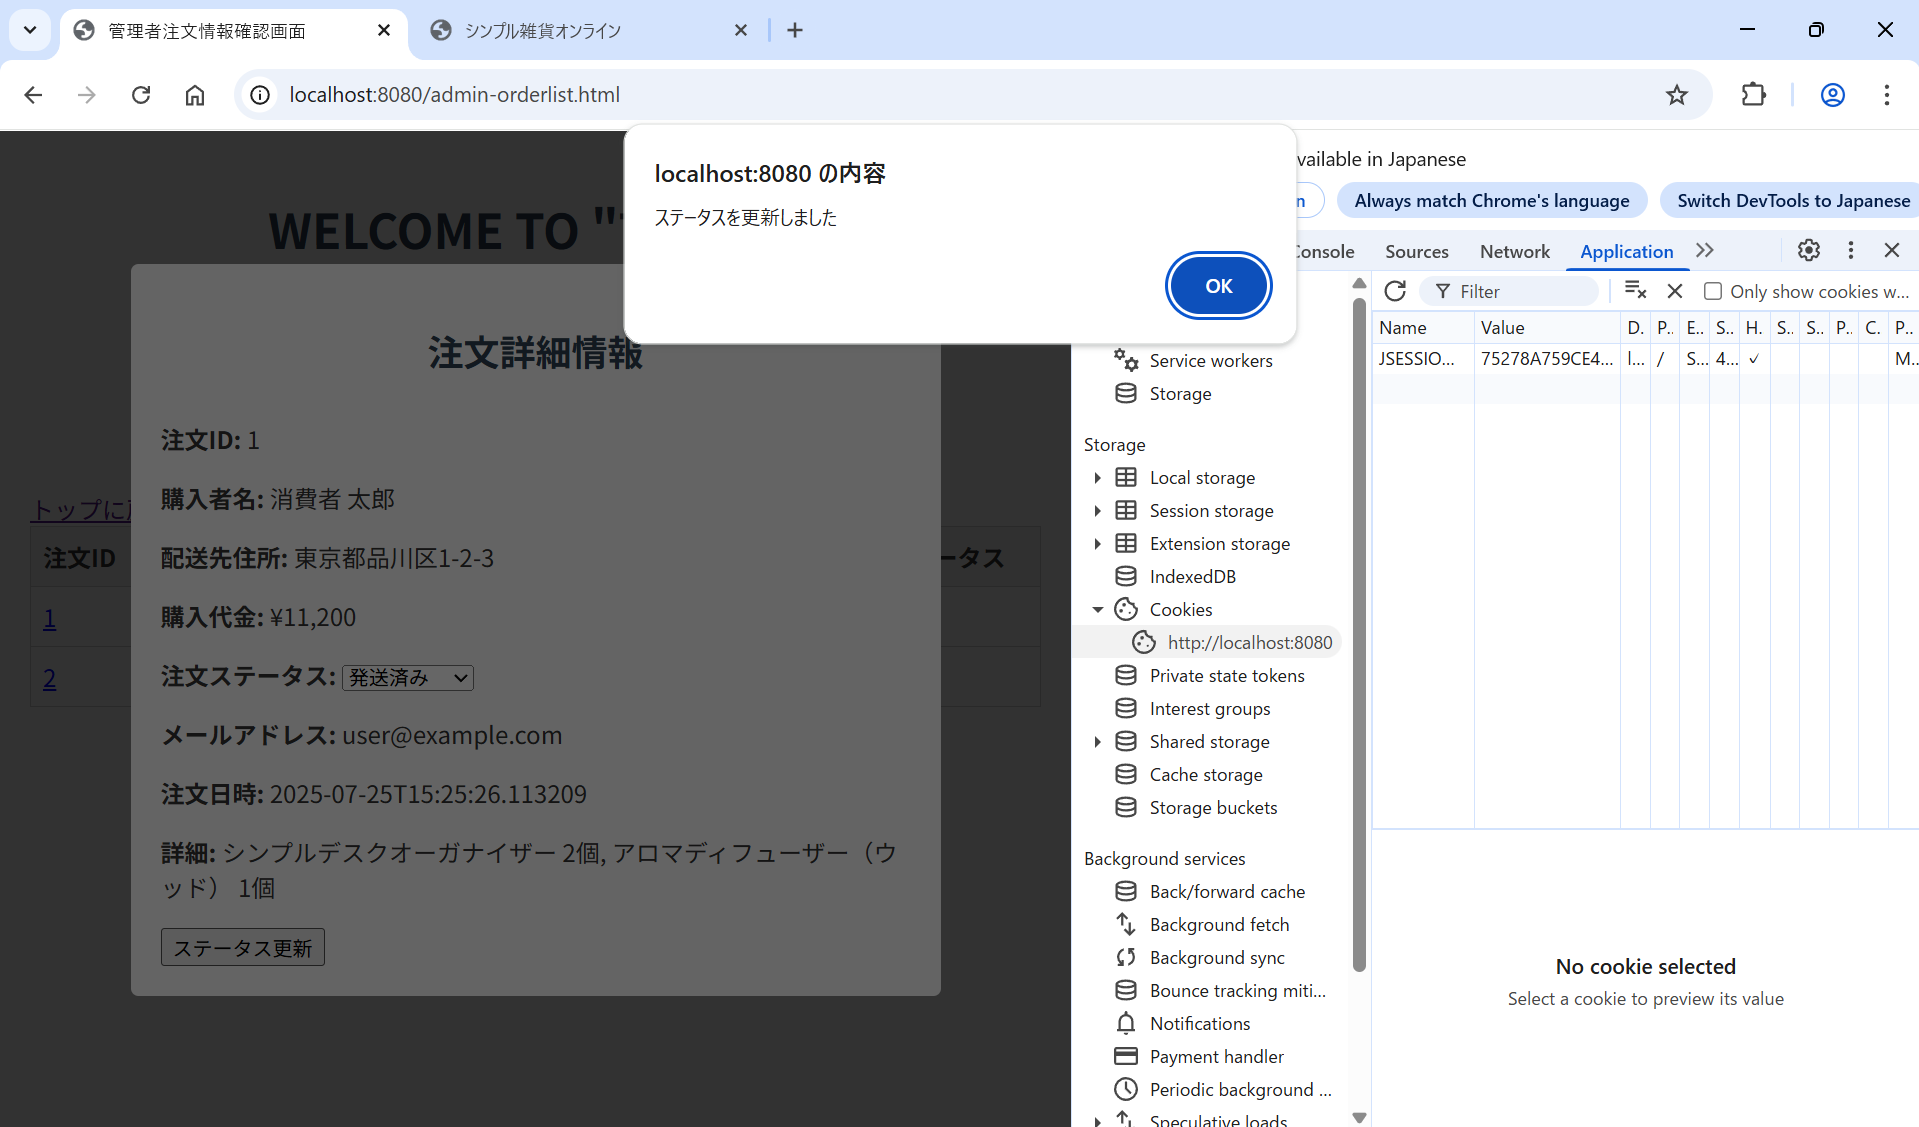 管理者注文情報確認画面
シンプル雑貨オンライン
localhost:8080/admin-orderlist.html
localhost:8080 の内容
ステータスを更新しました
OK
WELCOME TO "
注文詳細情報
注文ID: 1
購入者名: 消費者 太郎
配送先住所: 東京都品川区1-2-3
購入代金: ¥11,200
注文ステータス: 発送済み
メールアドレス: user@example.com
注文日時: 2025-07-25T15:25:26.113209
詳細: シンプルデスクオーガナイザー 2個, アロマディフューザー（ウ
ッド） 1個
ステータス更新
トップに
注文ID
ータス
1
2
vailable in Japanese
n
Always match Chrome's language
Switch DevTools to Japanese
Console
Sources
Network
Application
Filter
Only show cookies w...
Name Value D. P.. E.. S.. H. S.. S.. P.. C. P..
JSESSIO... 75278A759CE4... l... / S... 4... ✓ M..
Service workers
Storage
Storage
Local storage
Session storage
Extension storage
IndexedDB
Cookies
http://localhost:8080
Private state tokens
Interest groups
Shared storage
Cache storage
Storage buckets
Background services
Back/forward cache
Background fetch
Background sync
Bounce tracking miti...
Notifications
Payment handler
Periodic background ...
Speculative loads
No cookie selected
Select a cookie to preview its value